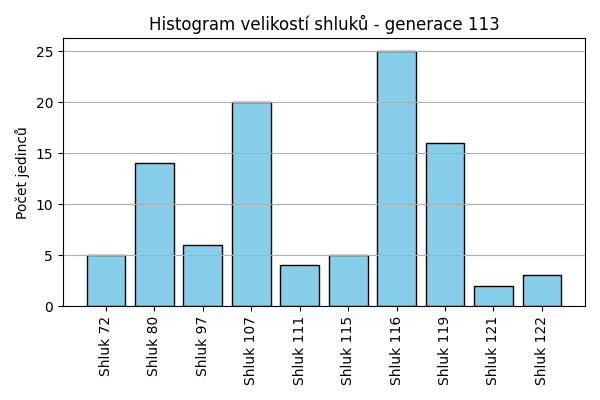 Histogram velikostí shluků - generace 113
Počet jedinců
25
20
15
10
5
0
Shluk 72
Shluk 80
Shluk 97
Shluk 107
Shluk 111
Shluk 115
Shluk 116
Shluk 119
Shluk 121
Shluk 122